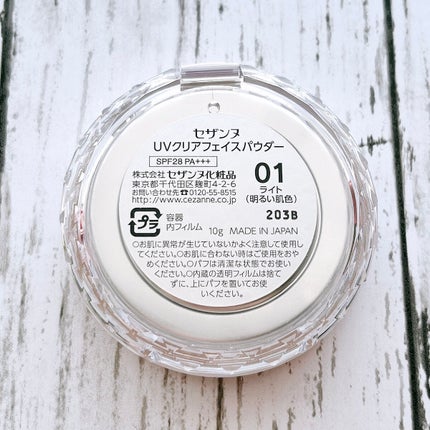 セザンヌ
UVクリアフェイスパウダー
SPF28 PA+++
株式会社 セザンヌ化粧品
東京都千代田区麹町4-2-6
お問い合わせ先 0120-55-8515
http://www.cezanne.co.jp
01
ライト
(明るい肌色)
203B
プラ
容器
内フィルム
10g MADE IN JAPAN
○お肌に異常が生じていないかよく注意して使用し
てください。○お肌に合わない時はご使用をおや
めください。○パフは清潔な状態でお使い
ください。○内蔵の透明フィルムは捨て
ずに、上にパフを置いてお使
いください。